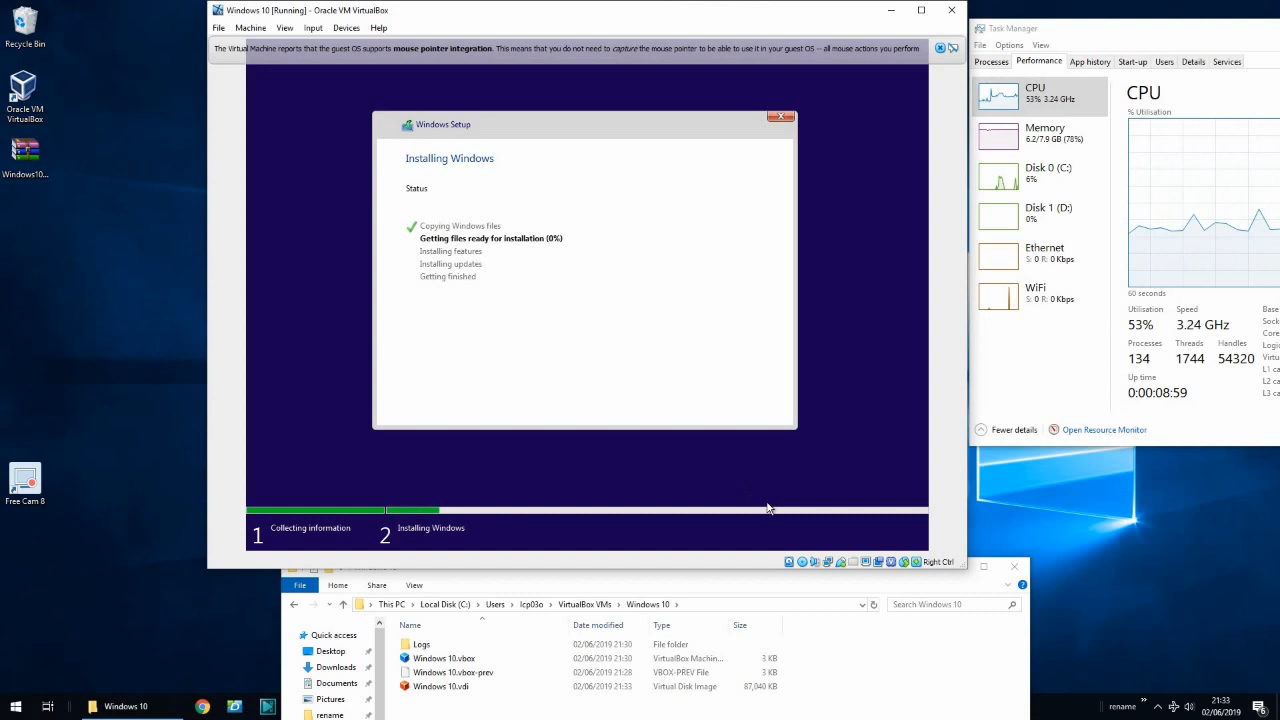 Recycle Bin
Oracle VM
VirtualBox
Windows10...
Free Cam 8
Windows 10 [Running] - Oracle VM VirtualBox
File Machine View Input Devices Help
The Virtual Machine reports that the guest OS supports mouse pointer integration. This means that you do not need to capture the mouse pointer to be able to use it in your guest OS -- all mouse actions you perform
Windows Setup
Installing Windows
Status
Copying Windows files
Getting files ready for installation (0%)
Installing features
Installing updates
Getting finished
1 Collecting information
2 Installing Windows
Right Ctrl
Task Manager
File Options View
Processes Performance App history Start-up Users Details Services
CPU
53% 3.24 GHz
Memory
6.2/7.9 GB (78%)
Disk 0 (C:)
6%
Disk 1 (D:)
0%
Ethernet
S: 0 R: 0 Kbps
WiFi
S: 0 R: 0 Kbps
CPU
% Utilisation
60 seconds
Utilisation Speed
53% 3.24 GHz
Processes Threads Handles
134 1744 54320
Up time
0:00:08:59
Base
Sock
Core
Logic
Virtu
L1 ca
L2 ca
L3 c
Fewer details Open Resource Monitor
File Home Share View
This PC > Local Disk (C:) > Users > lcp03o > VirtualBox VMs > Windows 10 >
Search Windows 10
Quick access
Desktop
Downloads
Documents
Pictures
rename
Name Date modified Type Size
Logs 02/06/2019 21:30 File folder
Windows 10.vbox 02/06/2019 21:30 VirtualBox Machin... 3 KB
Windows 10.vbox-prev 02/06/2019 21:28 VBOX-PREV File 3 KB
Windows 10.vdi 02/06/2019 21:33 Virtual Disk Image 87,040 KB
Windows 10
rename
21:33
02/06/2019
6